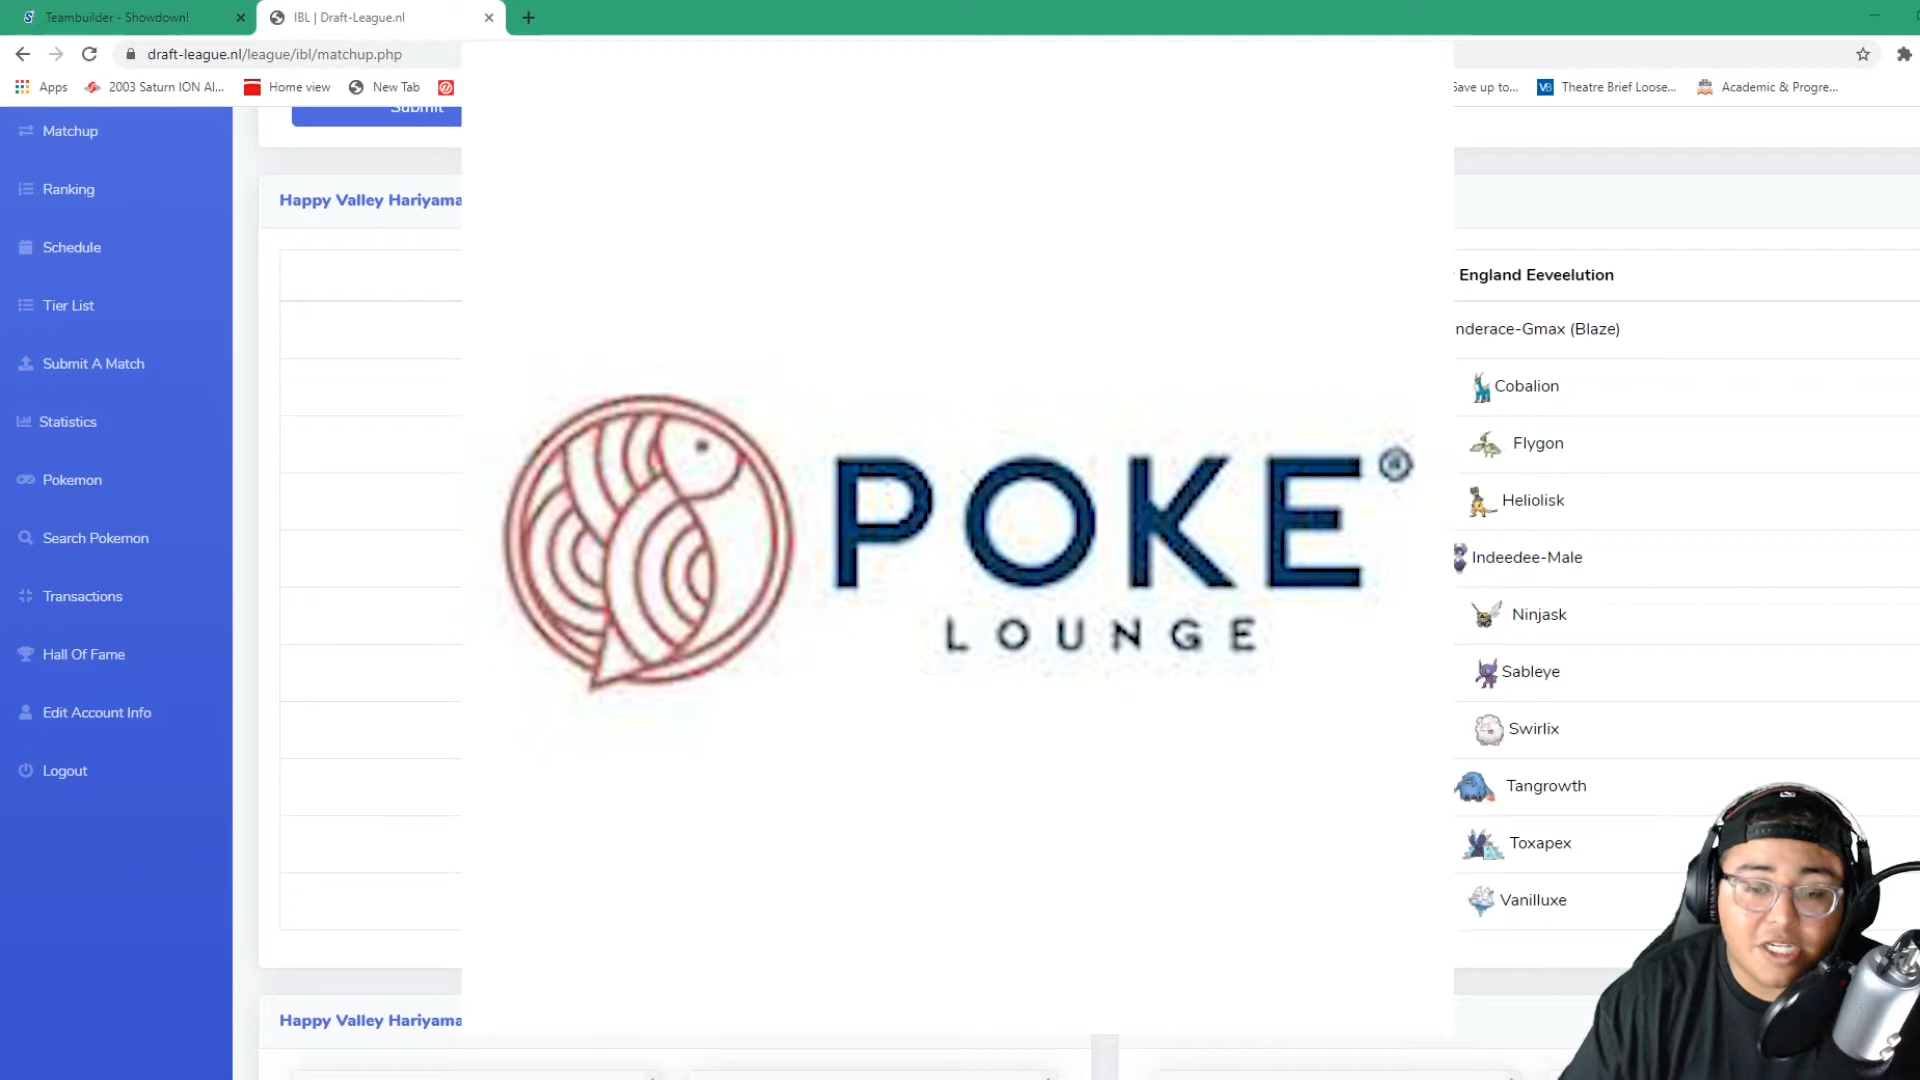 Teambuilder - Showdown!
IBL | Draft-League.nl
draft-league.nl/league/ibl/matchup.php
Apps
2003 Saturn ION Al...
Home view
New Tab
Save up to...
Theatre Brief Loose...
Academic & Progre...
Submit
Matchup
Ranking
Schedule
Tier List
Submit A Match
Statistics
Pokemon
Search Pokemon
Transactions
Hall Of Fame
Edit Account Info
Logout
Happy Valley Hariyama
POKE®
LOUNGE
England Eeveelution
nderace-Gmax (Blaze)
Cobalion
Flygon
Heliolisk
Indeedee-Male
Ninjask
Sableye
Swirlix
Tangrowth
Toxapex
Vanilluxe
Happy Valley Hariyama